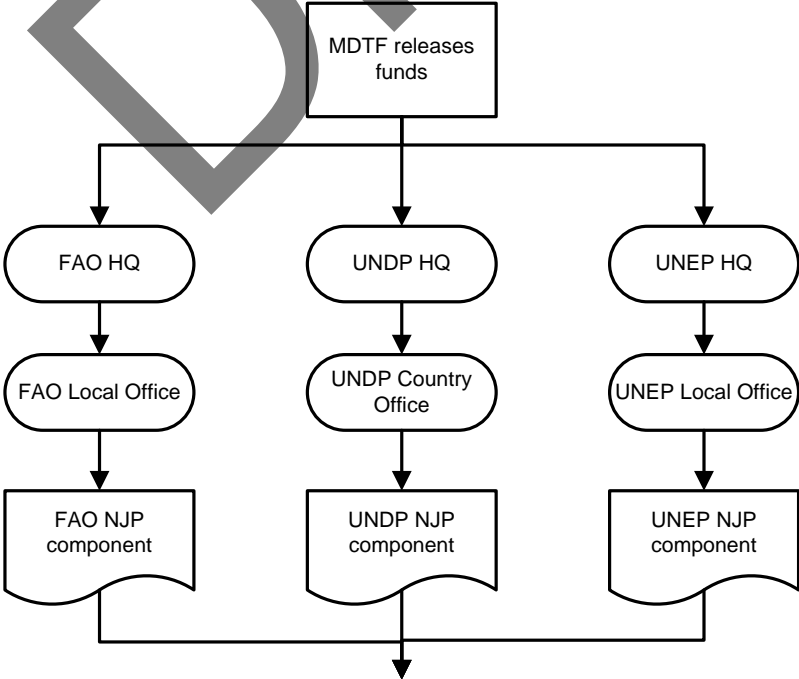 MDTF releases
funds
FAO HQ
UNDP HQ
UNEP HQ
FAO Local Office
UNDP Country
Office
UNEP Local Office
FAO NJP
component
UNDP NJP
component
UNEP NJP
component